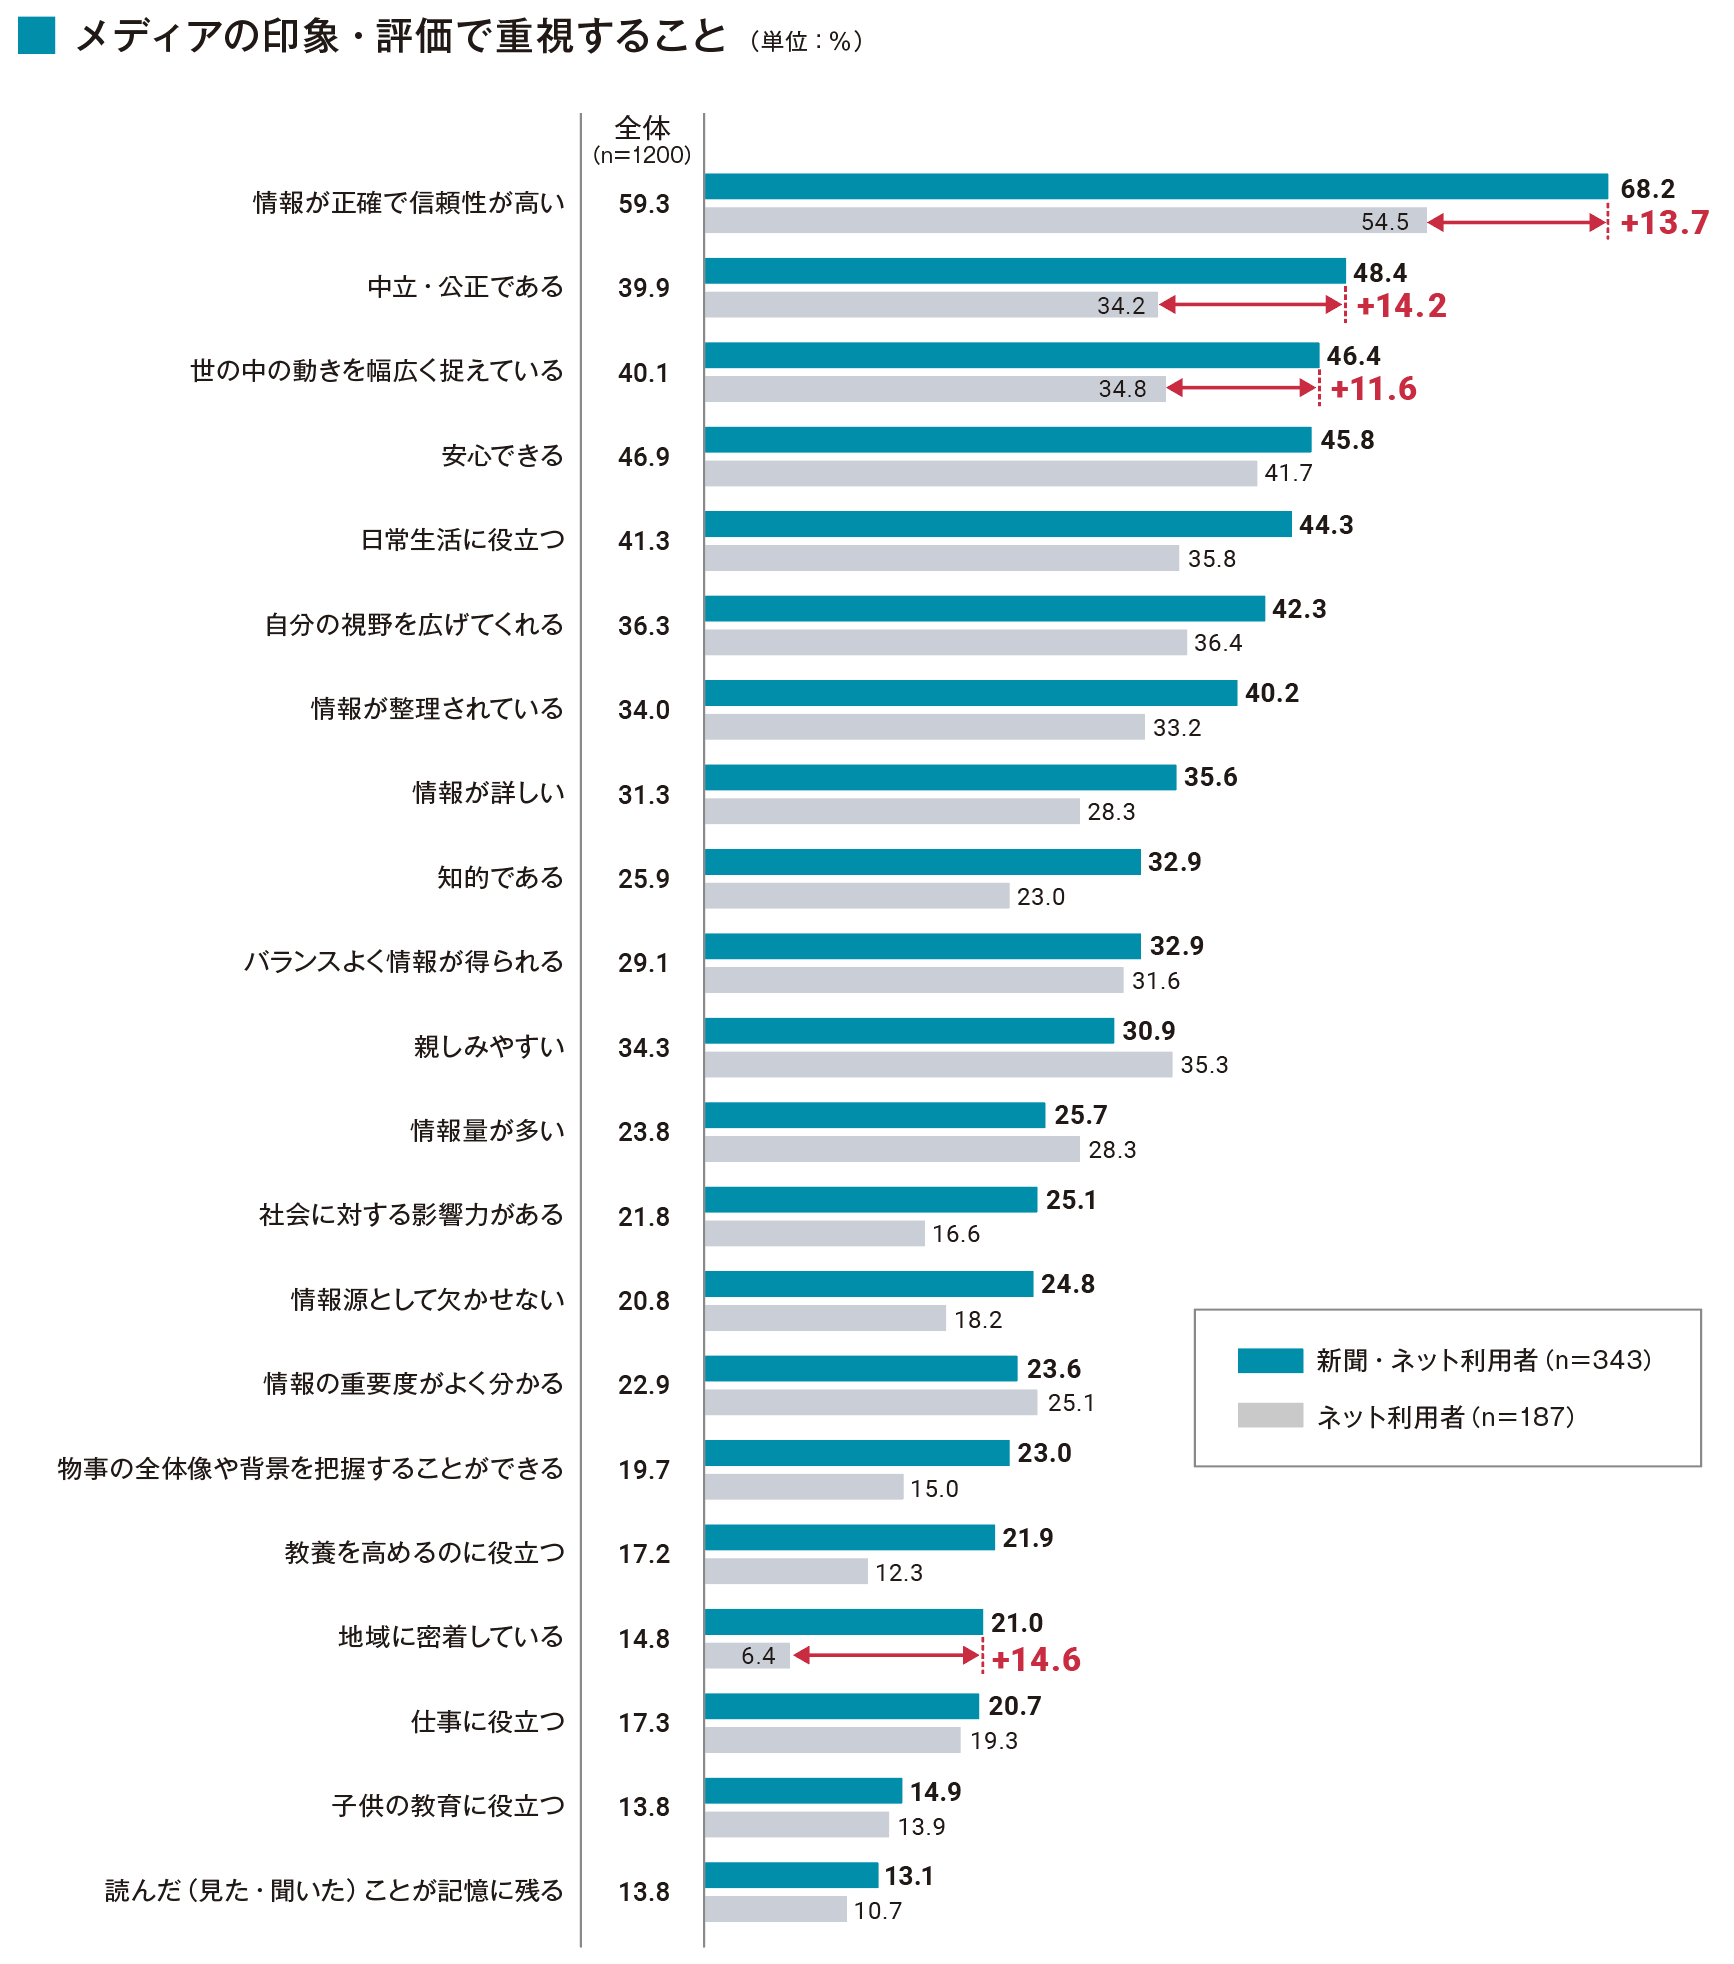 メディアの印象・評価で重視すること（単位：%）
全体
（n=1200）
情報が正確で信頼性が高い 59.3 68.2
54.5 +13.7
中立・公正である 39.9 48.4
34.2 +14.2
世の中の動きを幅広く捉えている 40.1 46.4
34.8 +11.6
安心できる 46.9 45.8
41.7
日常生活に役立つ 41.3 44.3
35.8
自分の視野を広げてくれる 36.3 42.3
36.4
情報が整理されている 34.0 40.2
33.2
情報が詳しい 31.3 35.6
28.3
知的である 25.9 32.9
23.0
バランスよく情報が得られる 29.1 32.9
31.6
親しみやすい 34.3 30.9
35.3
情報量が多い 23.8 25.7
28.3
社会に対する影響力がある 21.8 25.1
16.6
情報源として欠かせない 20.8 24.8
18.2
情報の重要度がよく分かる 22.9 23.6
25.1
物事の全体像や背景を把握することができる 19.7 23.0
15.0
教養を高めるのに役立つ 17.2 21.9
12.3
地域に密着している 14.8 21.0
6.4 +14.6
仕事に役立つ 17.3 20.7
19.3
子供の教育に役立つ 13.8 14.9
13.9
読んだ（見た・聞いた）ことが記憶に残る 13.8 13.1
10.7
新聞・ネット利用者（n=343）
ネット利用者（n=187）